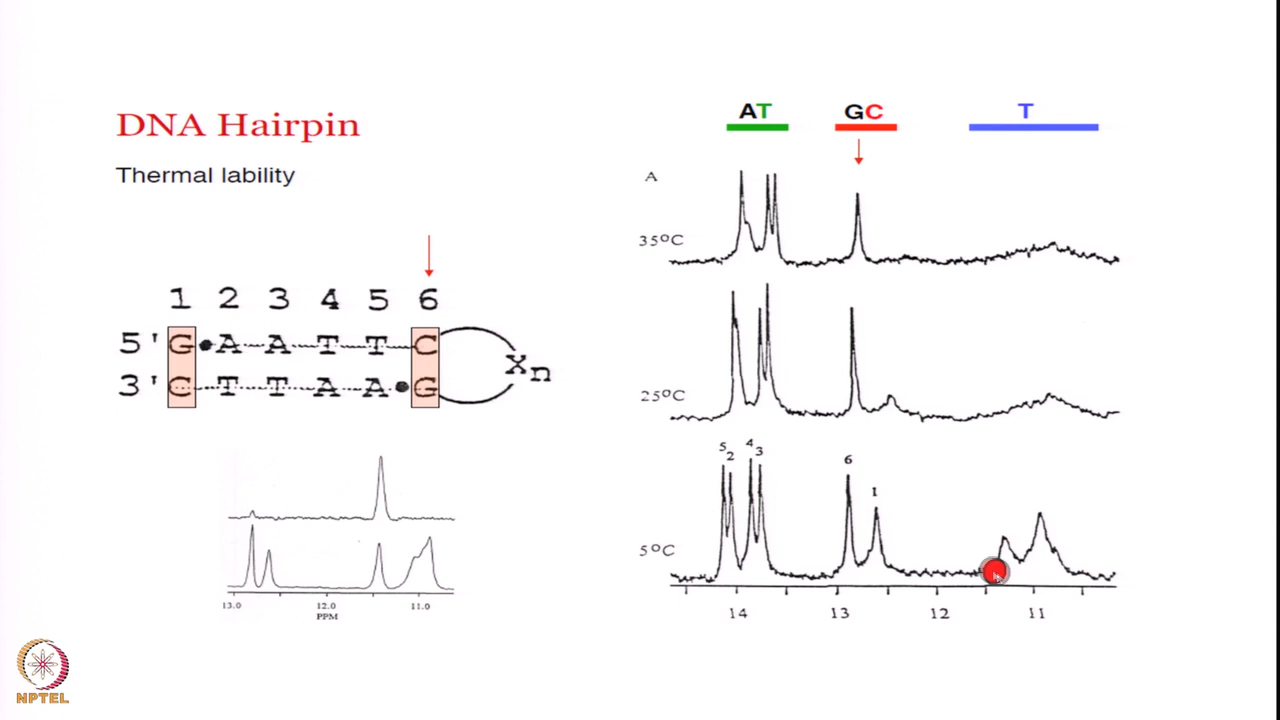 DNA Hairpin
Thermal lability
1 2 3 4 5 6
5' G A A T T C
3' C T T A A G
Xn
13.0 12.0 11.0
PPM
AT GC T
A
35°C
25°C
5 2 4 3 6 1
5°C
14 13 12 11
NPTEL